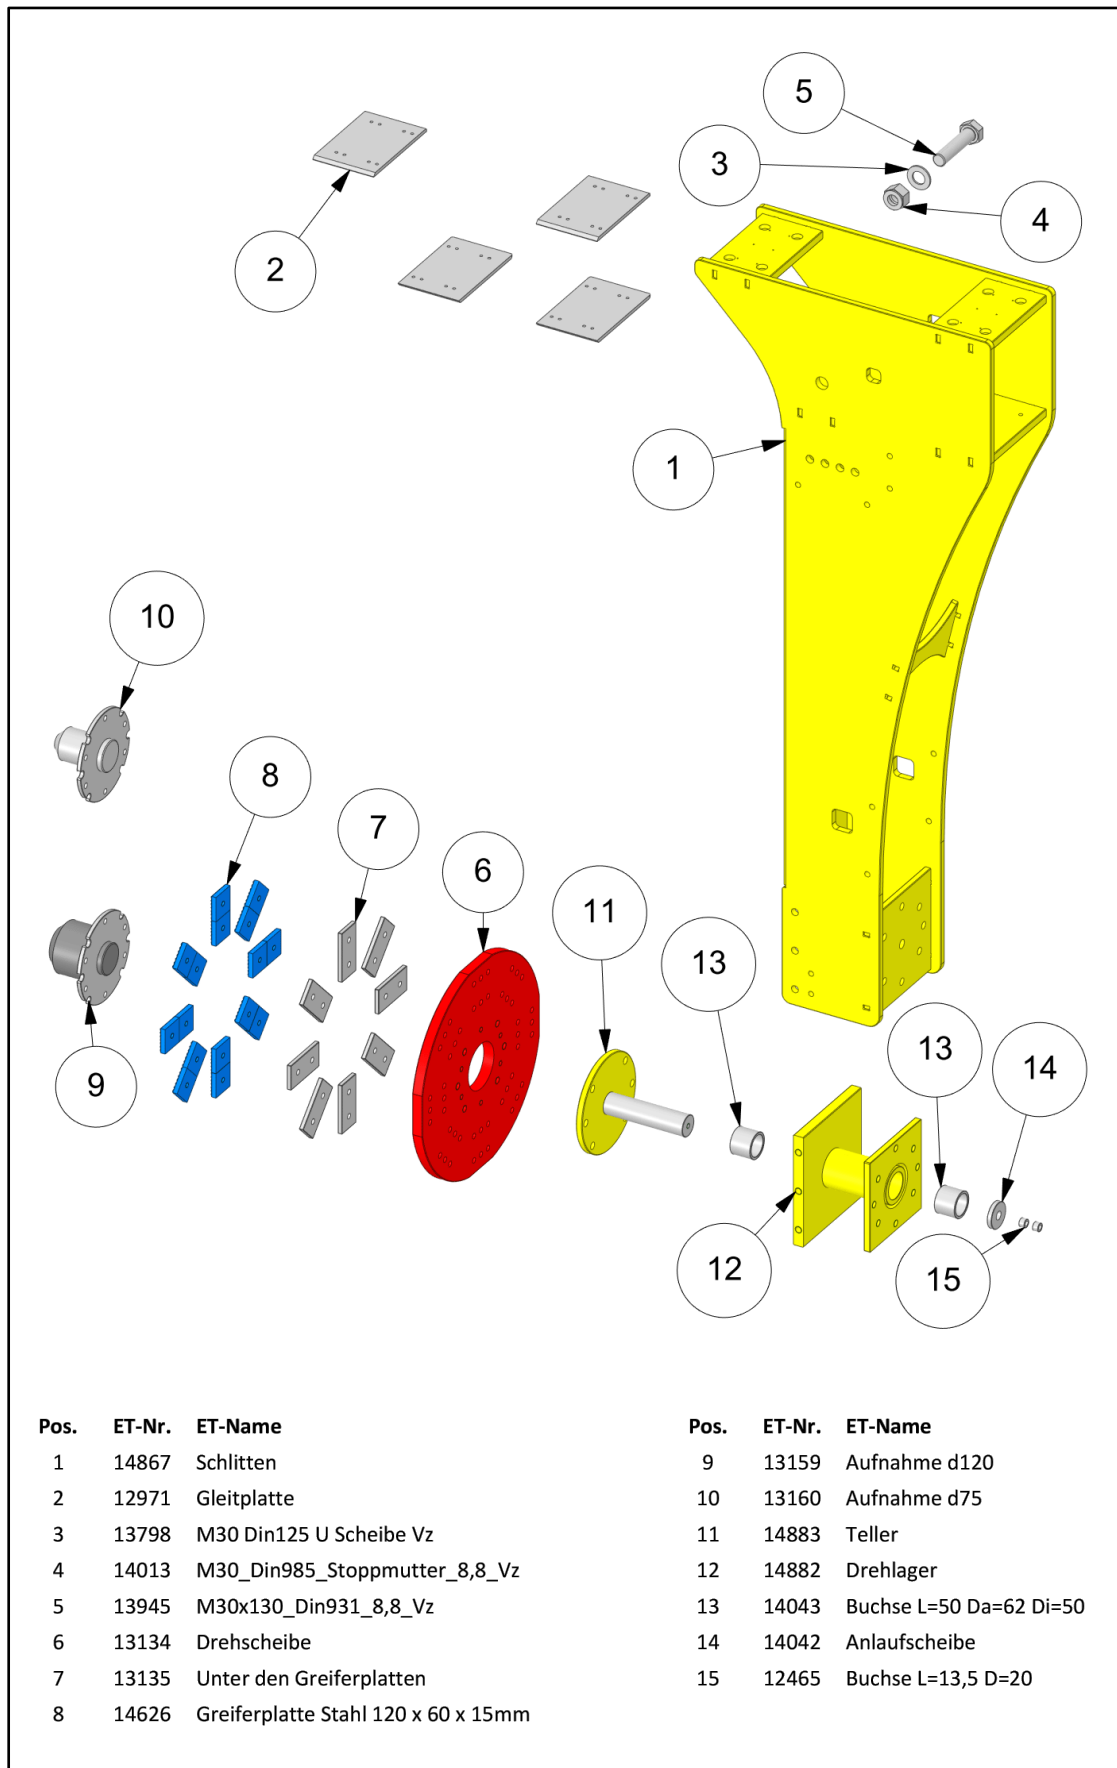 5
3
4
2
1
10
8
7
6
11
13
13
14
9
12
15
Pos. ET-Nr. ET-Name
1 14867 Schlitten
2 12971 Gleitplatte
3 13798 M30 Din125 U Scheibe Vz
4 14013 M30_Din985_Stoppmutter_8,8_Vz
5 13945 M30x130_Din931_8,8_Vz
6 13134 Drehscheibe
7 13135 Unter den Greiferplatten
8 14626 Greiferplatte Stahl 120 x 60 x 15mm
Pos. ET-Nr. ET-Name
9 13159 Aufnahme d120
10 13160 Aufnahme d75
11 14883 Teller
12 14882 Drehlager
13 14043 Buchse L=50 Da=62 Di=50
14 14042 Anlaufscheibe
15 12465 Buchse L=13,5 D=20